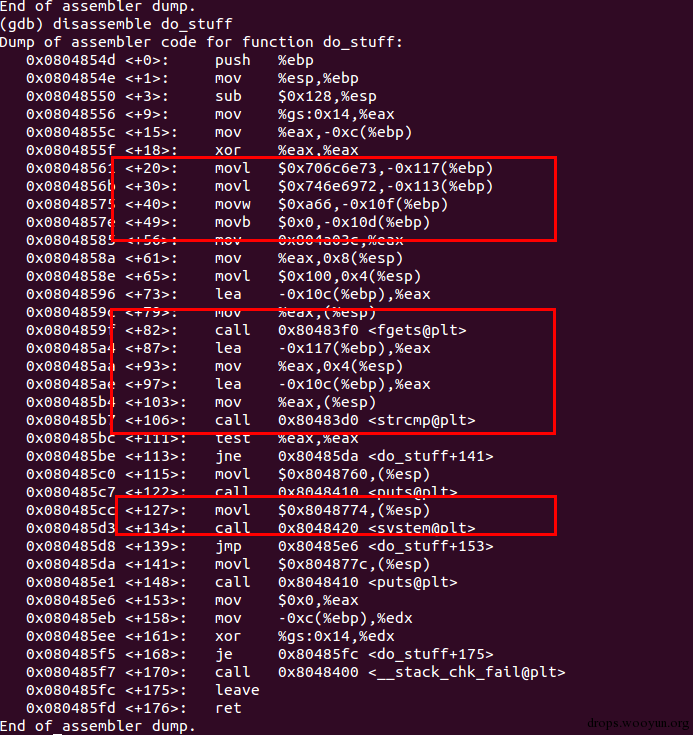 End of assembler dump.
(gdb) disassemble do_stuff
Dump of assembler code for function do_stuff:
0x0804854d <+0>: push %ebp
0x0804854e <+1>: mov %esp,%ebp
0x08048550 <+3>: sub $0x128,%esp
0x08048556 <+9>: mov %gs:0x14,%eax
0x0804855c <+15>: mov %eax,-0xc(%ebp)
0x0804855f <+18>: xor %eax,%eax
0x08048561 <+20>: movl $0x706c6e73,-0x117(%ebp)
0x0804856b <+30>: movl $0x746e6972,-0x113(%ebp)
0x08048575 <+40>: movw $0xa66,-0x10f(%ebp)
0x0804857e <+49>: movb $0x0,-0x10d(%ebp)
0x08048585 <+56>: mov 0x804a03c,%eax
0x0804858a <+61>: mov %eax,0x8(%esp)
0x0804858e <+65>: movl $0x100,0x4(%esp)
0x08048596 <+73>: lea -0x10c(%ebp),%eax
0x0804859c <+79>: mov %eax,(%esp)
0x0804859f <+82>: call 0x80483f0 <fgets@plt>
0x080485a4 <+87>: lea -0x117(%ebp),%eax
0x080485aa <+93>: mov %eax,0x4(%esp)
0x080485ae <+97>: lea -0x10c(%ebp),%eax
0x080485b4 <+103>: mov %eax,(%esp)
0x080485b7 <+106>: call 0x80483d0 <strcmp@plt>
0x080485bc <+111>: test %eax,%eax
0x080485be <+113>: jne 0x80485da <do_stuff+141>
0x080485c0 <+115>: movl $0x8048760,(%esp)
0x080485c7 <+122>: call 0x8048410 <puts@plt>
0x080485cc <+127>: movl $0x8048774,(%esp)
0x080485d3 <+134>: call 0x8048420 <system@plt>
0x080485d8 <+139>: jmp 0x80485e6 <do_stuff+153>
0x080485da <+141>: movl $0x804877c,(%esp)
0x080485e1 <+148>: call 0x8048410 <puts@plt>
0x080485e6 <+153>: mov $0x0,%eax
0x080485eb <+158>: mov -0xc(%ebp),%edx
0x080485ee <+161>: xor %gs:0x14,%edx
0x080485f5 <+168>: je 0x80485fc <do_stuff+175>
0x080485f7 <+170>: call 0x8048400 <__stack_chk_fail@plt>
0x080485fc <+175>: leave
0x080485fd <+176>: ret
End of assembler dump.
drops.wooyun.org